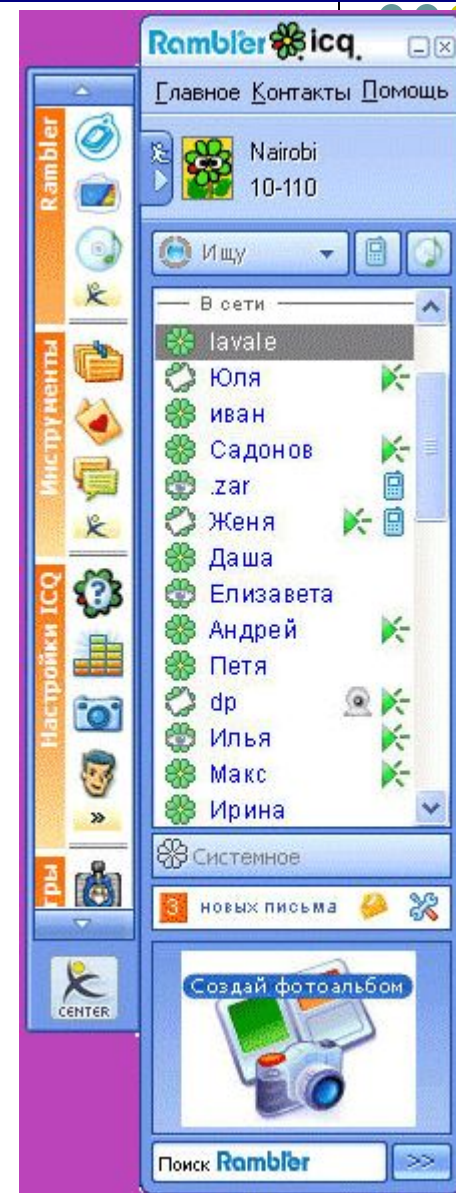 Rambler icq
Главное Контакты Помощь
Nairobi
10-110
Ищу
В сети
lavale
Юля
иван
Садонов
.zar
Женя
Даша
Елизавета
Андрей
Петя
dp
Илья
Макс
Ирина
Системное
3 новых письма
Создай фотоальбом
Поиск Rambler >>
Rambler
Инструменты
Настройки ICQ
»
гры
CENTER